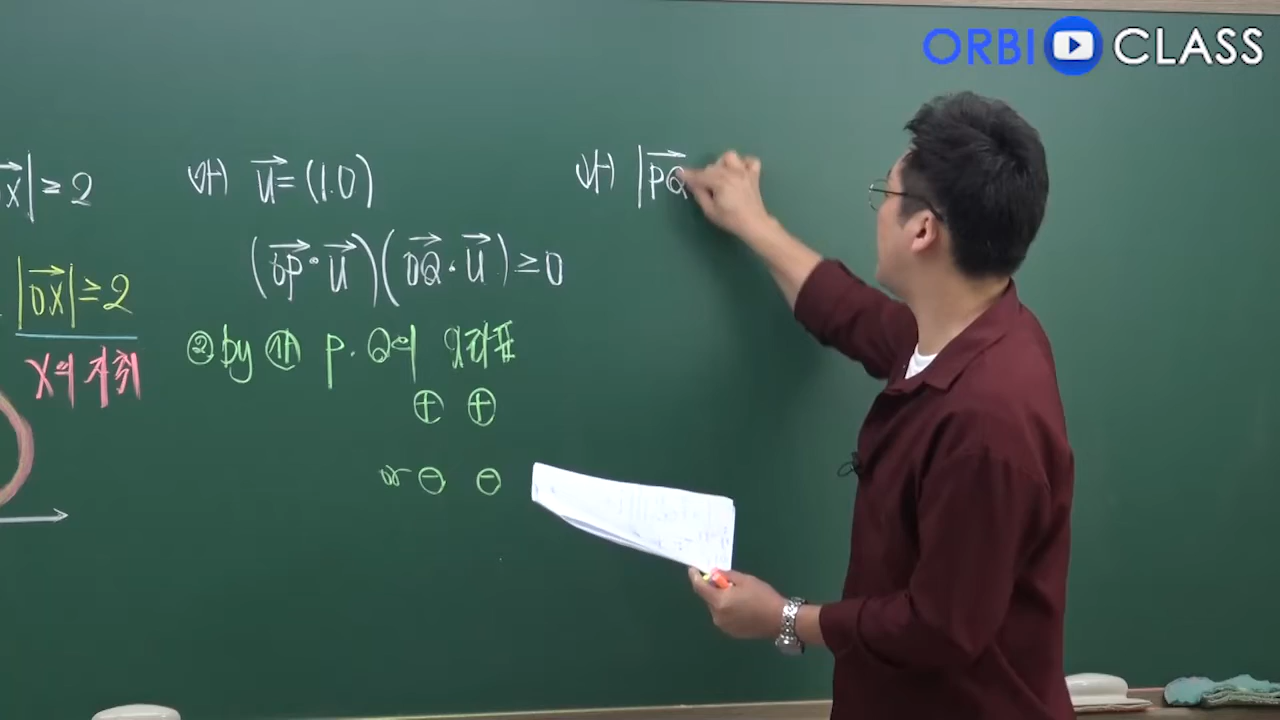 ORBI CLASS
X| ≥ 2
|OX| ≥ 2
X의 자취
나) u = (1.0)
(OP · u)(OQ · u) ≥ 0
② by ㉮ P. Q의 x좌표
⊕ ⊕
or ⊖ ⊖
|PQ